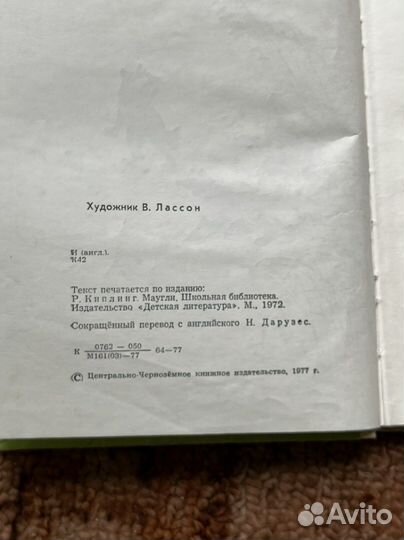 Художник В. Лассон
И (англ.).
К42
Текст печатается по изданию:
Р. Киплинг. Маугли, Школьная библиотека.
Издательство «Детская литература». М., 1972.
Сокращённый перевод с английского Н. Дарузес.
К 0762 — 050 64—77
М161(03)—77
© Центрально-Чернозёмное книжное издательство, 1977 г.
Avito